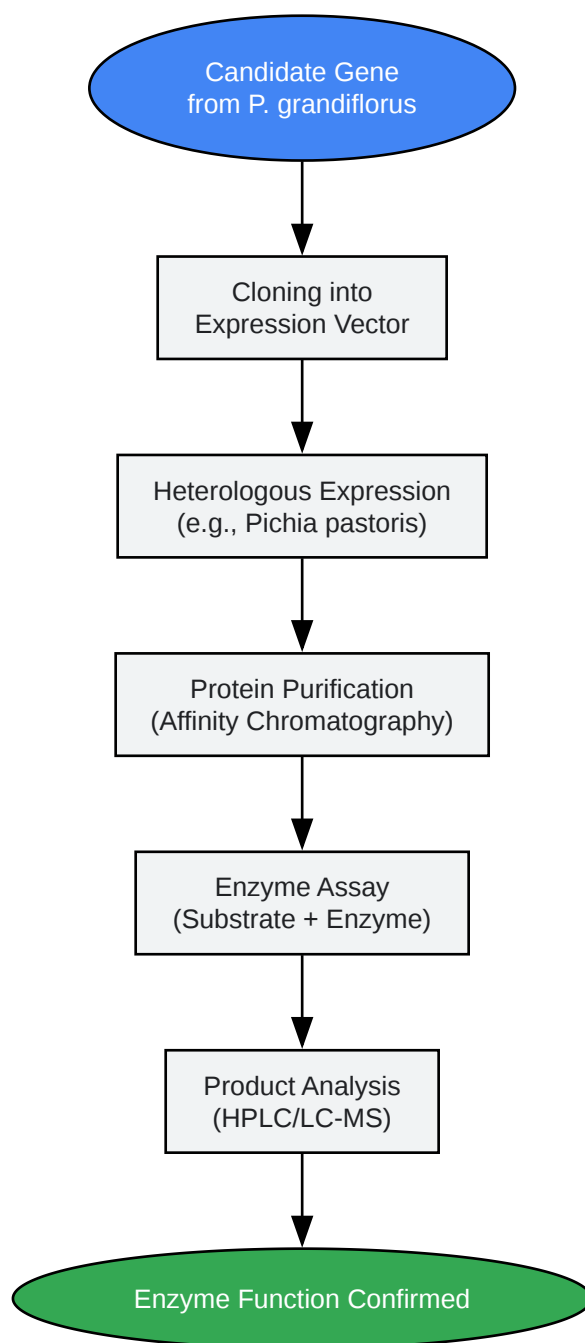 Candidate Gene
from P. grandiflorus
Cloning into
Expression Vector
Heterologous Expression
(e.g., Pichia pastoris)
Protein Purification
(Affinity Chromatography)
Enzyme Assay
(Substrate + Enzyme)
Product Analysis
(HPLC/LC-MS)
Enzyme Function Confirmed